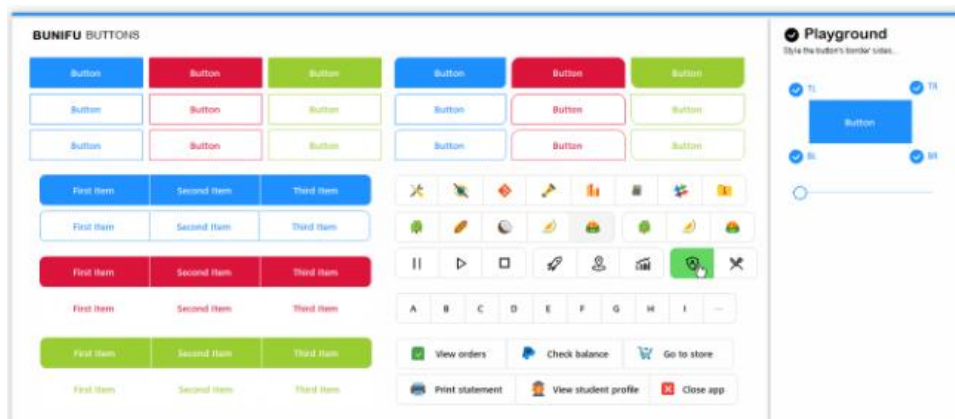 BUNIFU BUTTONS
Button Button Button Button Button Button
Button Button Button Button Button Button
Button Button Button Button Button Button
First Item Second Item Third Item
First Item Second Item Third Item
First Item Second Item Third Item
First Item Second Item Third Item
First Item Second Item Third Item
First Item Second Item Third Item
A B C D E F G H I ...
View orders Check balance Go to store
Print statement View student profile Close app
Playground
Style the button's border sides...
TL TR
Button
BL BR